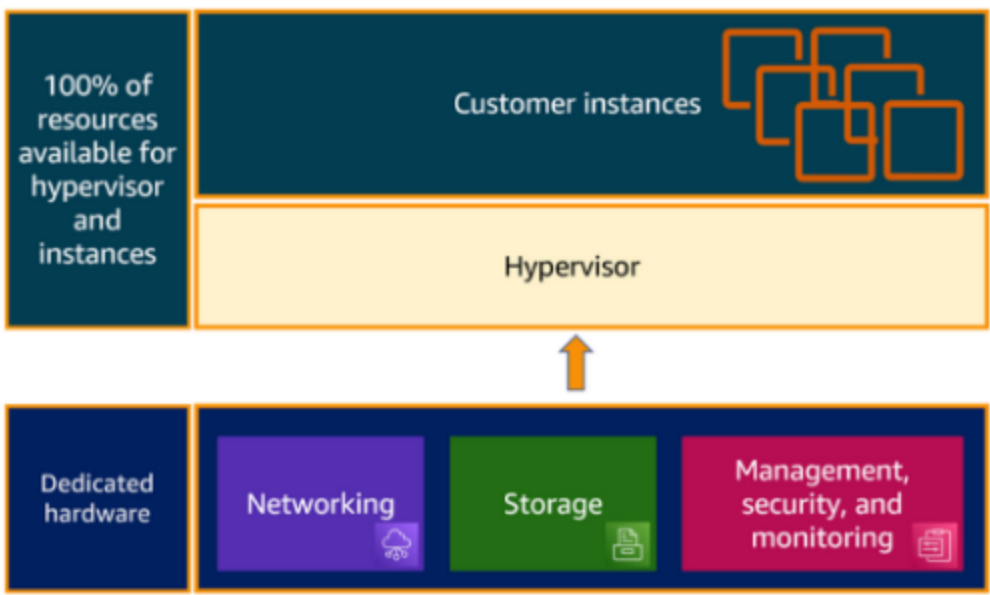 100% of
resources
available for
hypervisor
and
instances
Customer instances
Hypervisor
Dedicated
hardware
Networking
Storage
Management,
security, and
monitoring